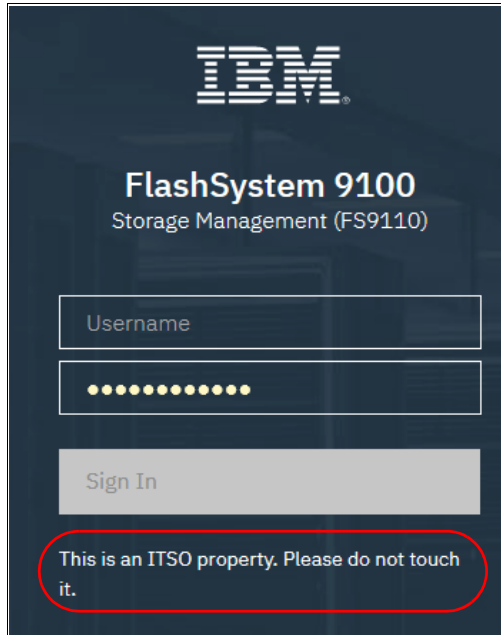 IBM®
FlashSystem 9100
Storage Management (FS9110)
Username
●●●●●●●●●●●●
Sign In
This is an ITSO property. Please do not touch
it.